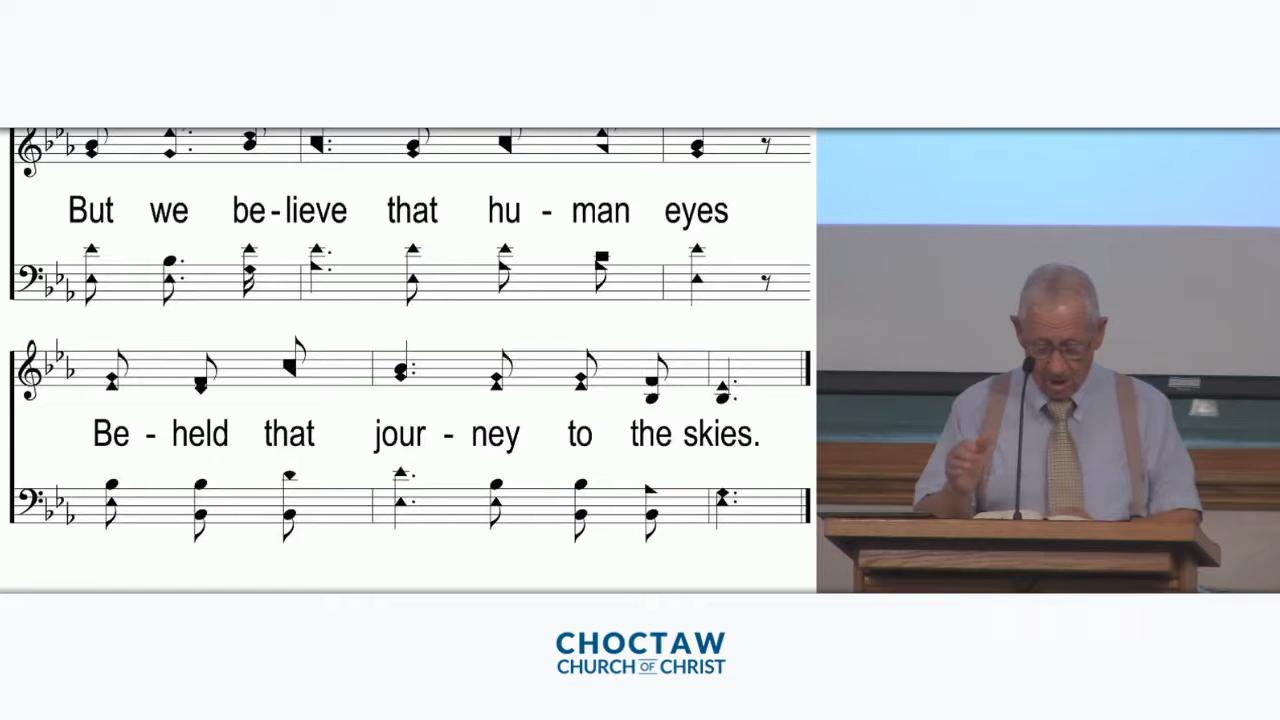 But we be - lieve that hu - man eyes
Be - held that jour - ney to the skies.
CHOCTAW
CHURCH OF CHRIST